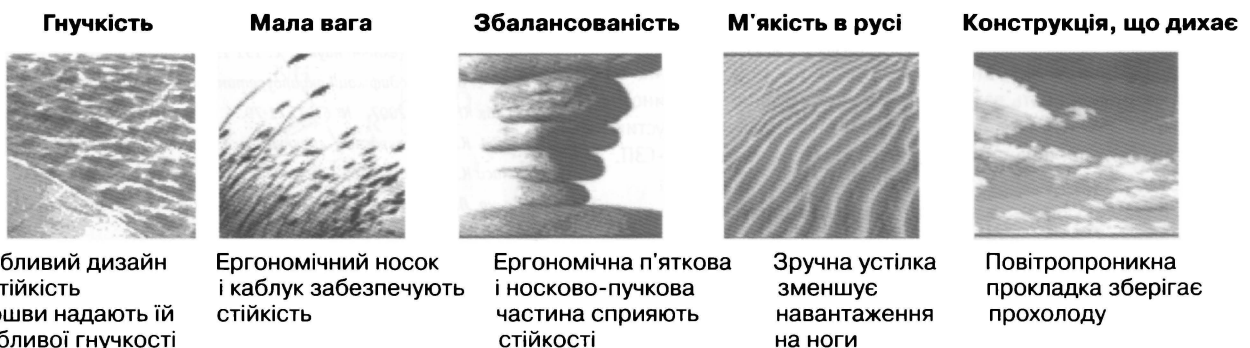 Гнучкість
Мала вага
Збалансованість
М'якість в русі
Конструкція, що дихає
дизайн
надають їй
гнучкості
Ергономічний носок
і каблук забезпечують
стійкість
Ергономічна п'яткова
і носково-пучкова
частина сприяють
стійкості
Зручна устілка
зменшує
навантаження
на ноги
Повітропроникна
прокладка зберігає
прохолоду